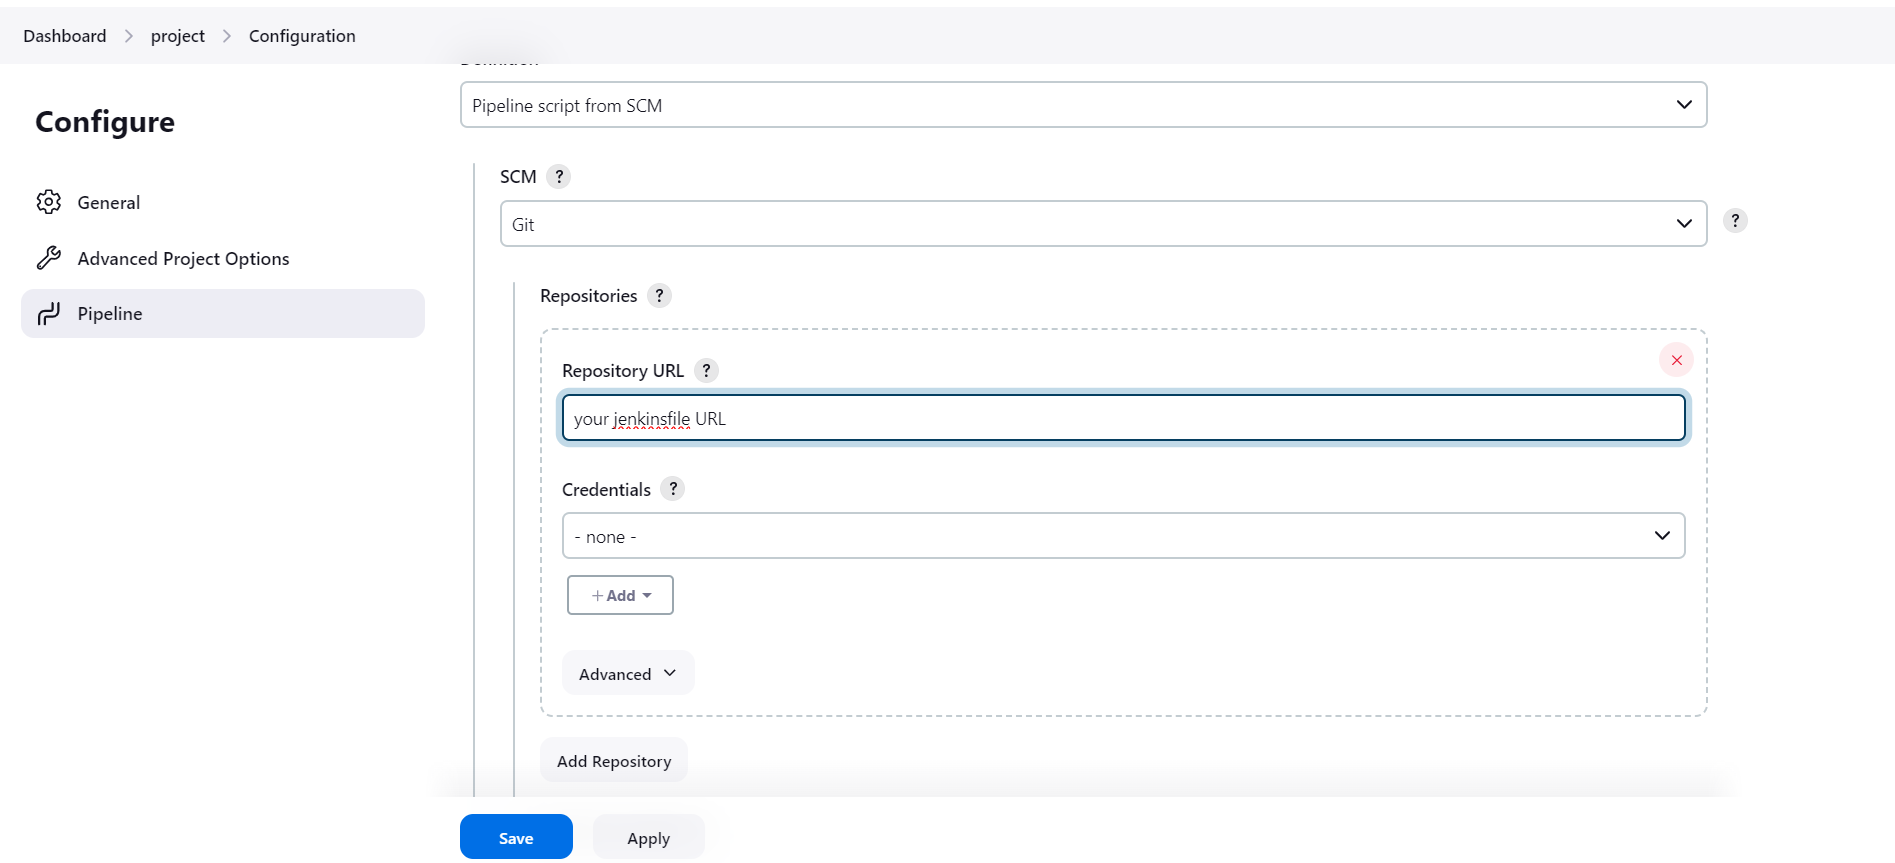 Dashboard > project > Configuration
Configure
General
Advanced Project Options
Pipeline
Pipeline script from SCM
SCM ?
Git
?
Repositories ?
Repository URL ?
your jenkinsfile URL
Credentials ?
- none -
+ Add
Advanced
Add Repository
Save
Apply